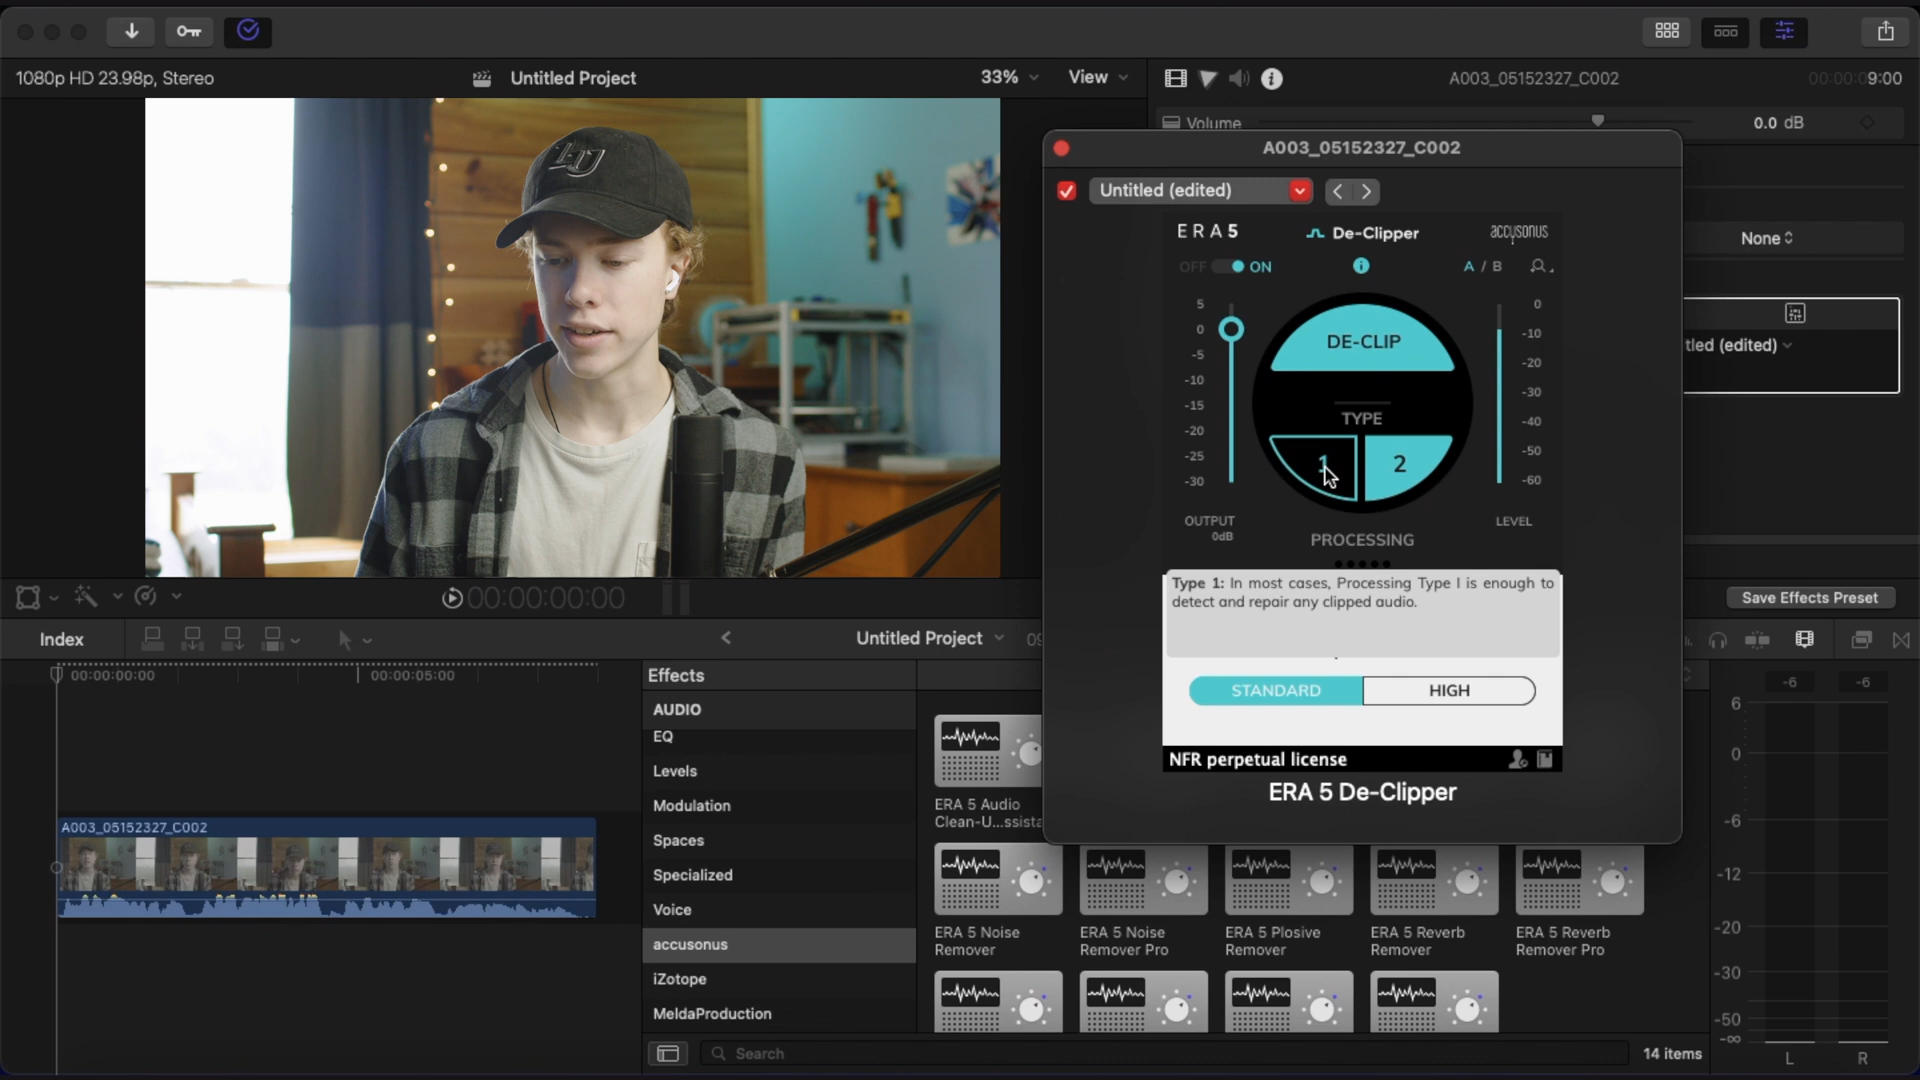 1080p HD 23.98p, Stereo
Untitled Project
33%
View
A003_05152327_C002
00:00:09:00
Volume
0.0 dB
A003_05152327_C002
Untitled (edited)
ERA5
De-Clipper
accusonus
OFF
ON
A / B
None
tled (edited)
5
0
-5
-10
-15
-20
-25
-30
OUTPUT
0dB
DE-CLIP
TYPE
1
2
PROCESSING
0
-10
-20
-30
-40
-50
-60
LEVEL
Type 1: In most cases, Processing Type I is enough to
detect and repair any clipped audio.
STANDARD
HIGH
NFR perpetual license
ERA 5 De-Clipper
00:00:00:00
Save Effects Preset
Index
Untitled Project
09
00:00:00:00
00:00:05:00
A003_05152327_C002
Effects
AUDIO
EQ
Levels
Modulation
Spaces
Specialized
Voice
accusonus
iZotope
MeldaProduction
ERA 5 Audio
Clean-U...ssista
ERA 5 Noise
Remover
ERA 5 Noise
Remover Pro
ERA 5 Plosive
Remover
ERA 5 Reverb
Remover
ERA 5 Reverb
Remover Pro
Search
14 items
-6
-6
6
0
-6
-12
-20
-30
-50
-∞
L
R